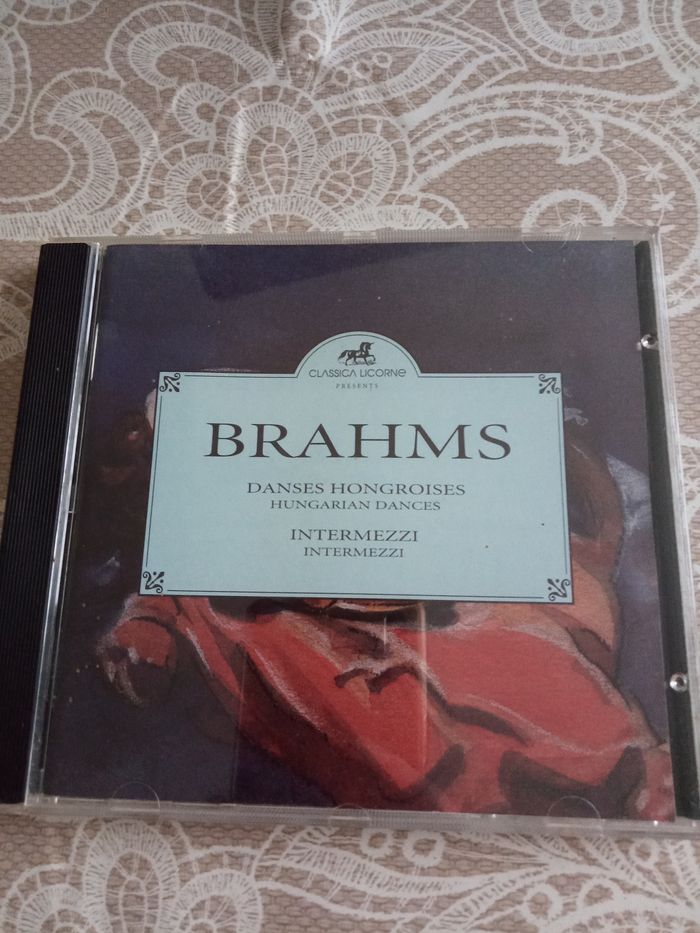 CLASSICA LICORNE
PRESENTS
BRAHMS
DANSES HONGROISES
HUNGARIAN DANCES
INTERMEZZI
INTERMEZZI